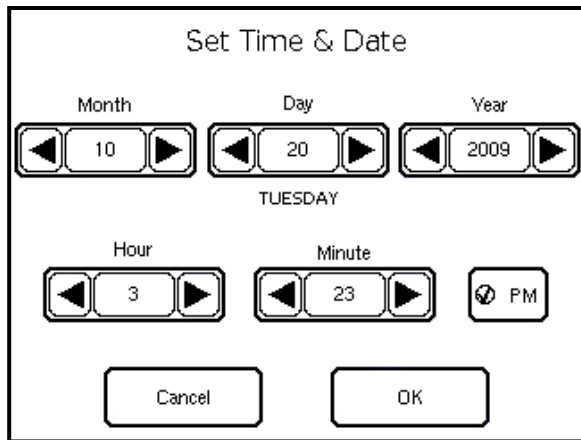 Set Time & Date
Month Day Year
10 20 2009
TUESDAY
Hour Minute
3 23 PM
Cancel OK